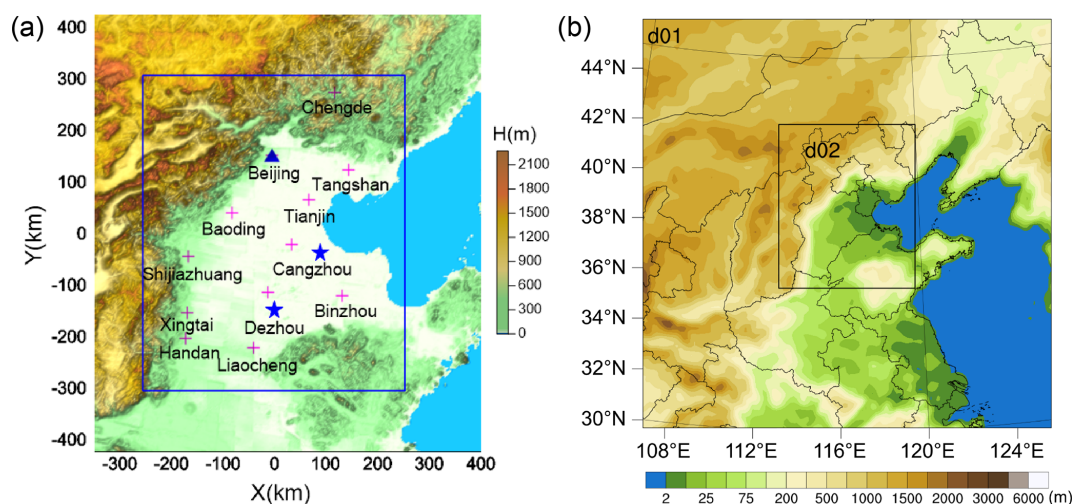 (a)
400
300
200
100
0
-100
-200
-300
-400
Y(km)
-300 -200 -100 0 100 200 300 400
X(km)
Chengde
Beijing
Tangshan
Tianjin
Baoding
Cangzhou
Shijiazhuang
Binzhou
Dezhou
Xingtai
Handan
Liaocheng
H(m)
2100
1800
1500
1200
900
600
300
0
(b)
d01
d02
44°N
42°N
40°N
38°N
36°N
34°N
32°N
30°N
108°E 112°E 116°E 120°E 124°E
2 25 75 200 500 1000 1500 2000 3000 6000 (m)